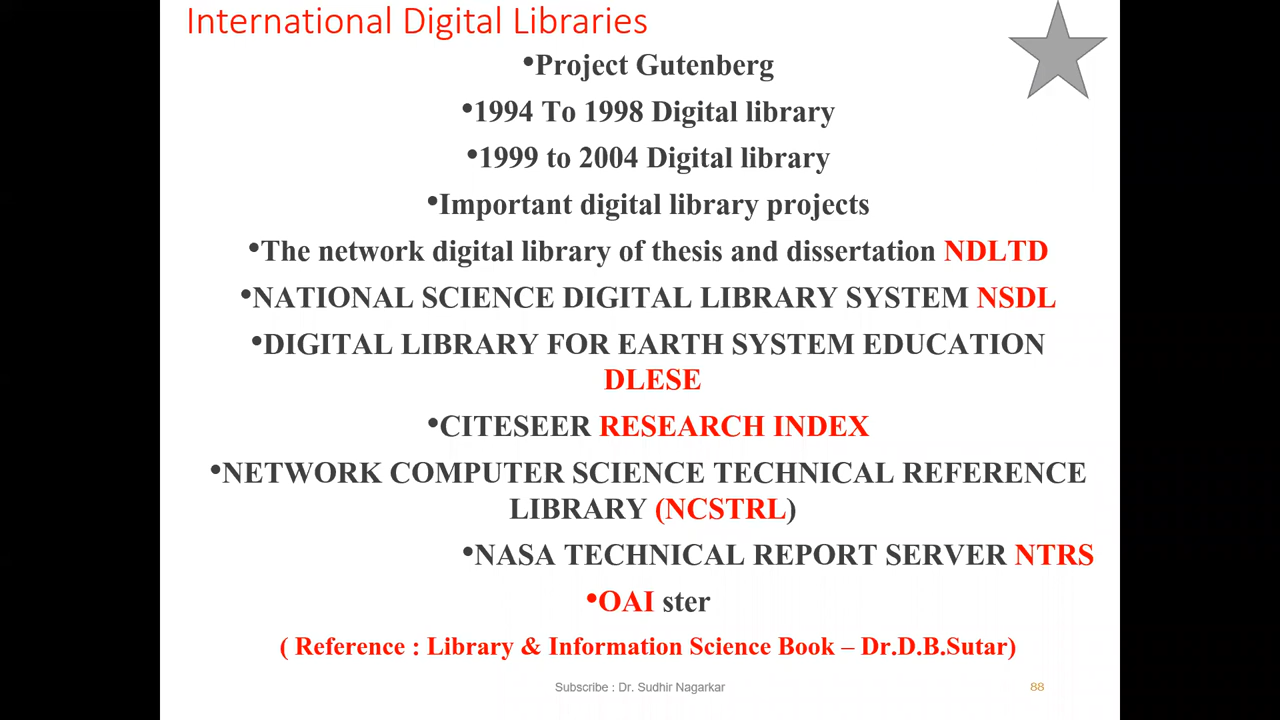 International Digital Libraries
•Project Gutenberg
•1994 To 1998 Digital library
•1999 to 2004 Digital library
•Important digital library projects
•The network digital library of thesis and dissertation NDLTD
•NATIONAL SCIENCE DIGITAL LIBRARY SYSTEM NSDL
•DIGITAL LIBRARY FOR EARTH SYSTEM EDUCATION
DLESE
•CITESEER RESEARCH INDEX
•NETWORK COMPUTER SCIENCE TECHNICAL REFERENCE
LIBRARY (NCSTRL)
•NASA TECHNICAL REPORT SERVER NTRS
•OAI ster
( Reference : Library & Information Science Book – Dr.D.B.Sutar)
Subscribe : Dr. Sudhir Nagarkar
88